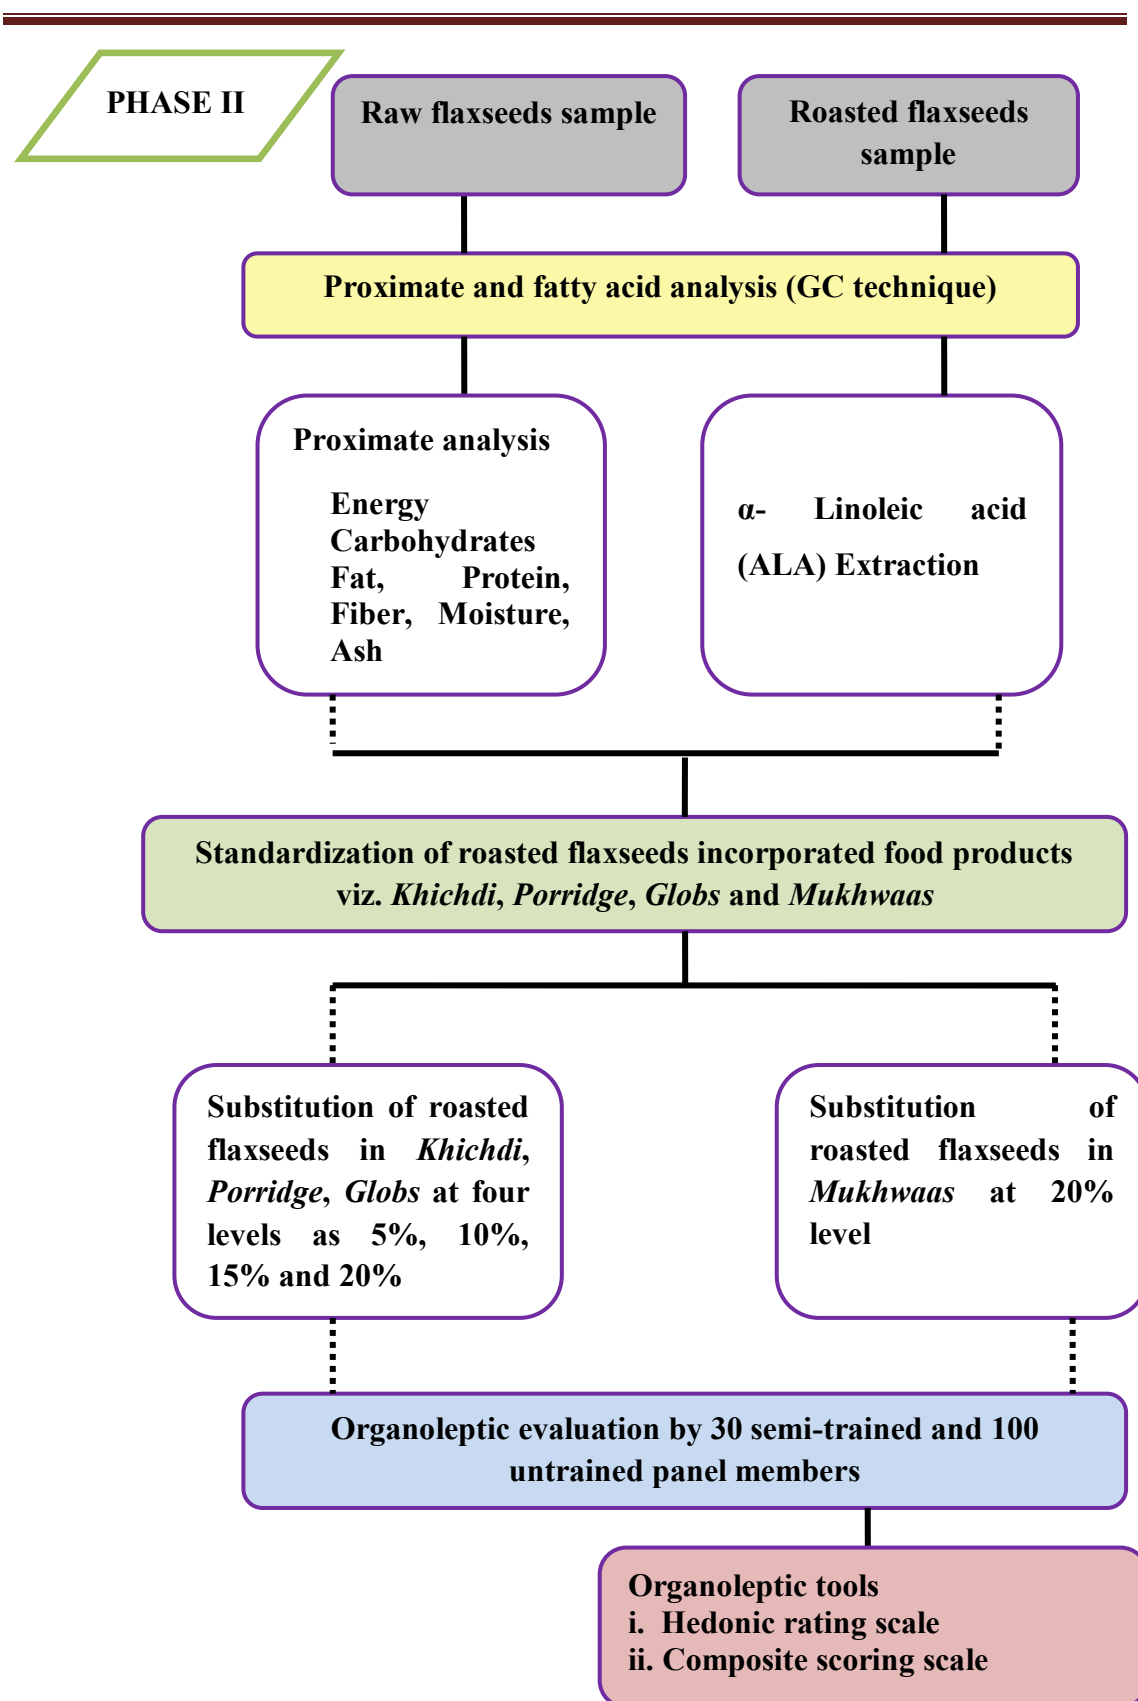 PHASE II
Raw flaxseeds sample
Roasted flaxseeds
sample
Proximate and fatty acid analysis (GC technique)
Proximate analysis
Energy
Carbohydrates
Fat, Protein,
Fiber, Moisture,
Ash
α- Linoleic acid
(ALA) Extraction
Standardization of roasted flaxseeds incorporated food products
viz. Khichdi, Porridge, Globs and Mukhwaas
Substitution of roasted
flaxseeds in Khichdi,
Porridge, Globs at four
levels as 5%, 10%,
15% and 20%
Substitution of
roasted flaxseeds in
Mukhwaas at 20%
level
Organoleptic evaluation by 30 semi-trained and 100
untrained panel members
Organoleptic tools
i. Hedonic rating scale
ii. Composite scoring scale